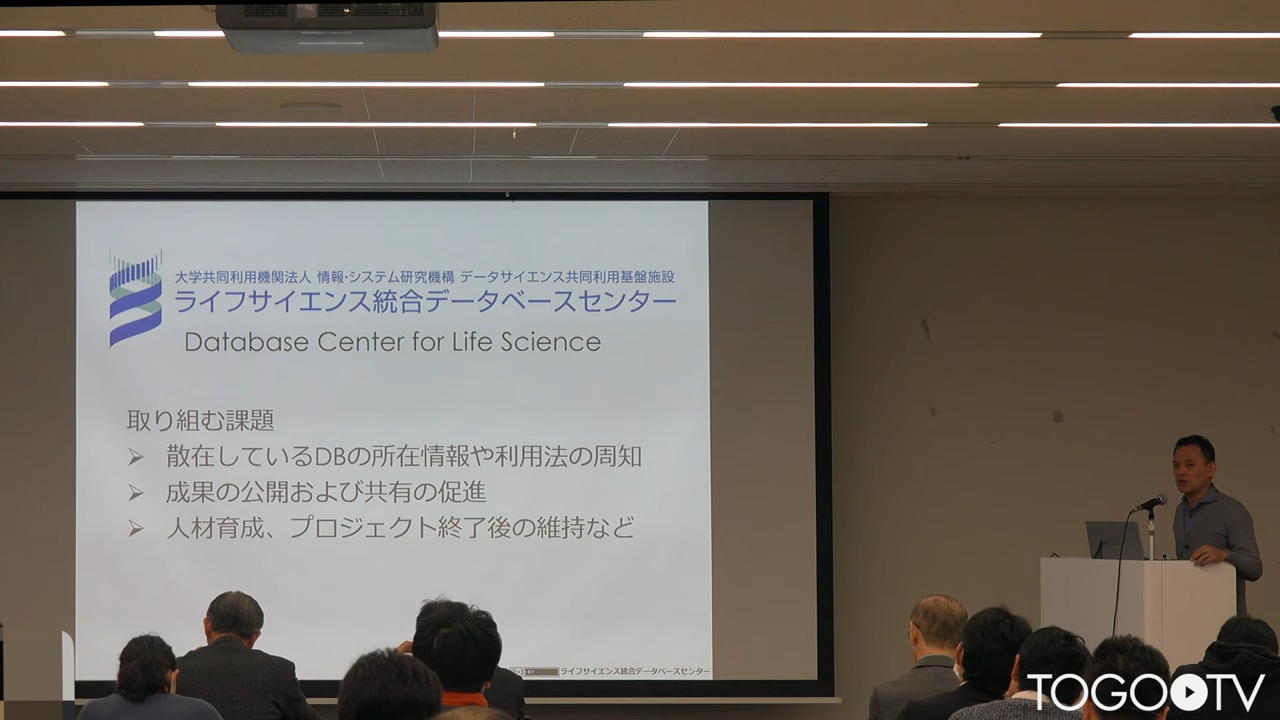 大学共同利用機関法人 情報・システム研究機構 データサイエンス共同利用基盤施設
ライフサイエンス統合データベースセンター
Database Center for Life Science
取り組む課題
➢ 散在しているDBの所在情報や利用法の周知
➢ 成果の公開および共有の促進
➢ 人材育成、プロジェクト終了後の維持など
ライフサイエンス統合データベースセンター
TOGOTV